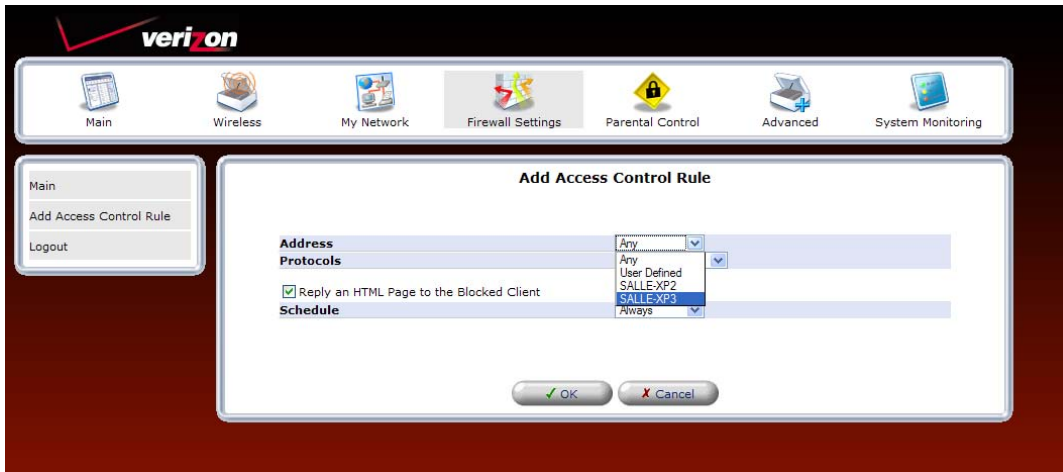 verizon
Main
Wireless
My Network
Firewall Settings
Parental Control
Advanced
System Monitoring
Main
Add Access Control Rule
Logout
Add Access Control Rule
Address Any
Protocols Any
User Defined
SALLE-XP2
Reply an HTML Page to the Blocked Client
SALLE-XP3
Schedule Always
OK Cancel